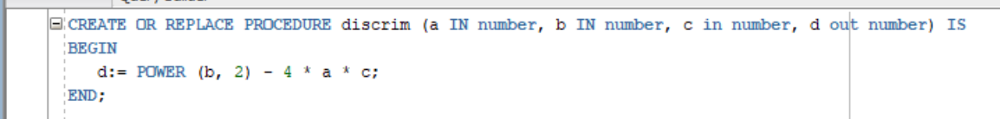 CREATE OR REPLACE PROCEDURE discrim (a IN number, b IN number, c in number, d out number) IS
BEGIN
d:= POWER (b, 2) - 4 * a * c;
END;